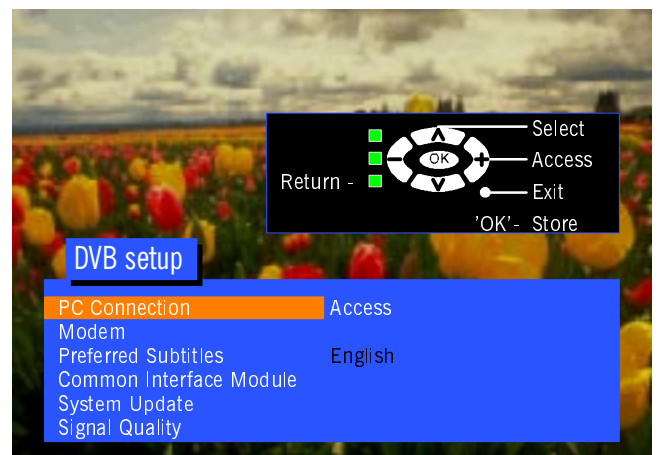 Select
OK
Access
Return -
Exit
'OK'- Store
DVB setup
PC Connection Access
Modem
Preferred Subtitles English
Common Interface Module
System Update
Signal Quality